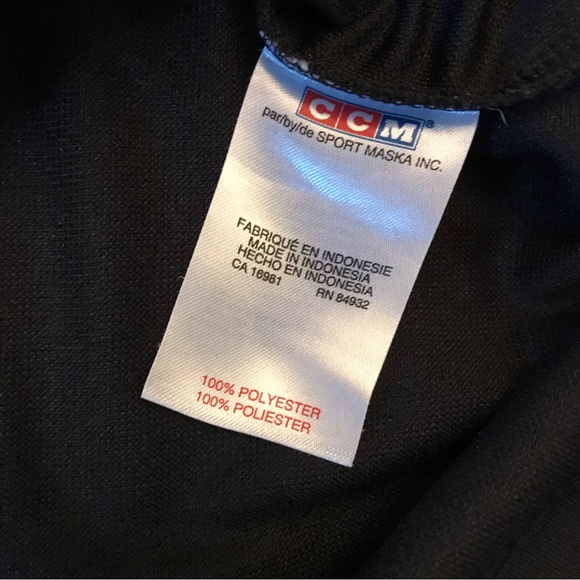 CCM®
par/by/de SPORT MASKA INC.
FABRIQUÉ EN INDONESIE
MADE IN INDONESIA
HECHO EN INDONESIA
CA 16981 RN 84932
100% POLYESTER
100% POLIESTER